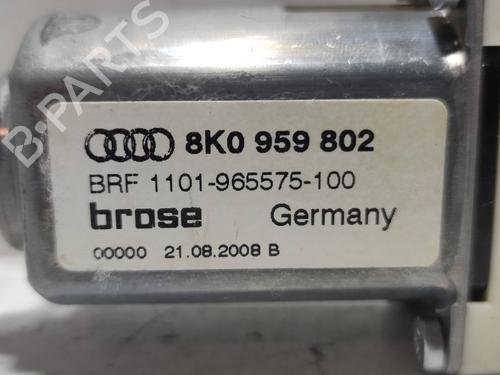 8K0 959 802
BRF 1101-965575-100
brose Germany
00000 21.08.2008 B
B-PARTS